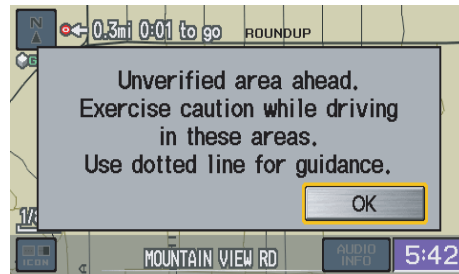 N
0.3mi 0:01 to go
ROUNDUP
Unverified area ahead.
Exercise caution while driving
in these areas.
Use dotted line for guidance.
OK
ICON
MOUNTAIN VIEW RD
AUDIO
INFO
5:42